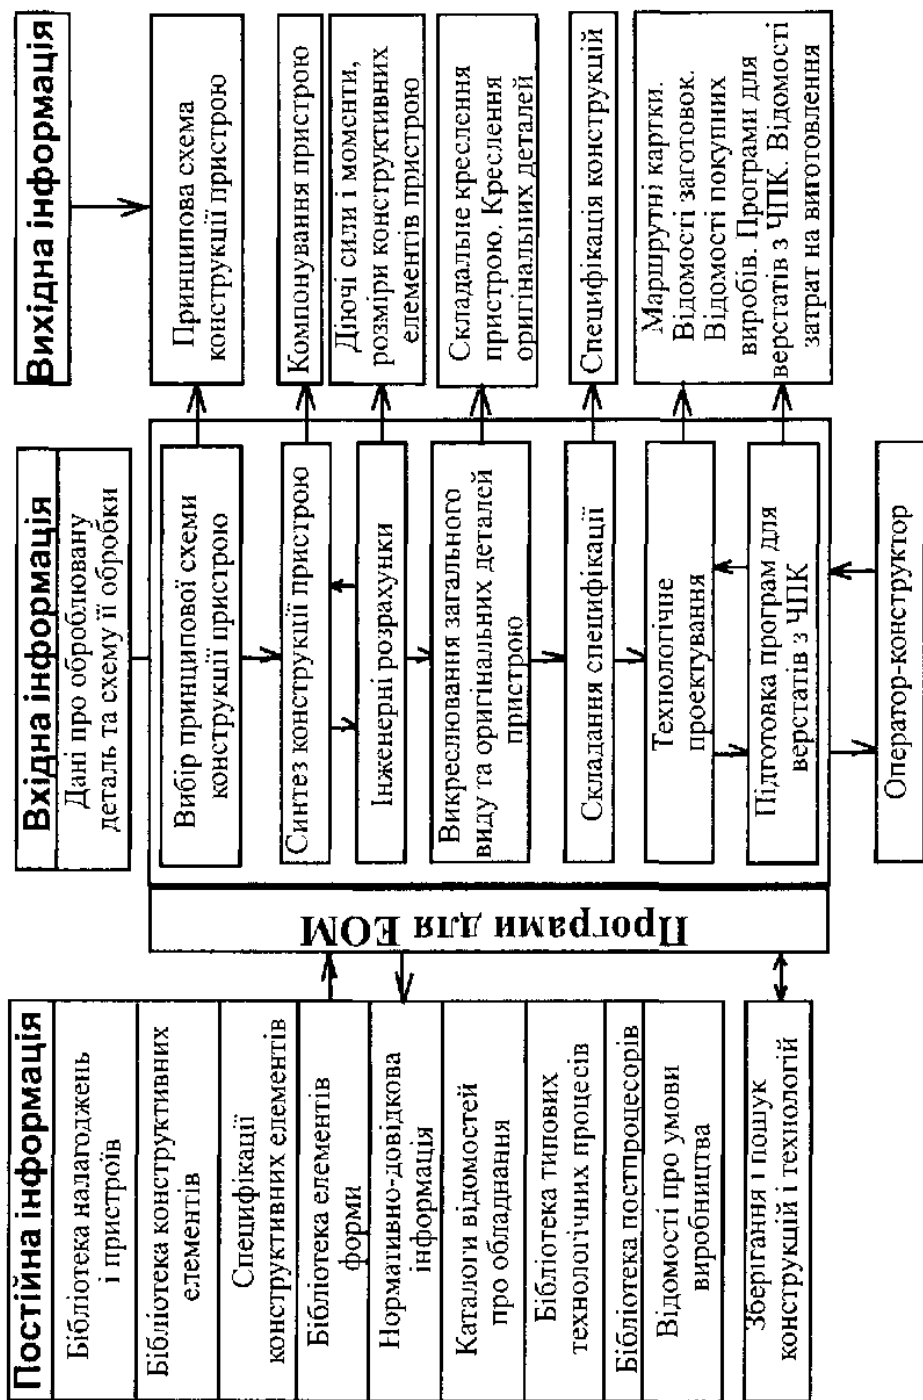 Постійна інформація
Бібліотека налагоджень
і пристроїв
Бібліотека конструктивних
елементів
Специфікації
конструктивних елементів
Бібліотека елементів
форми
Нормативно-довідкова
інформація
Каталоги відомостей
про обладнання
Бібліотека типових
технологічних процесів
Бібліотека постпроцесорів
Відомості про умови
виробництва
Зберігання і пошук
конструкцій і технологій
Програми для ЕОМ
Вхідна інформація
Дані про оброблювану
деталь та схему її обробки
Вибір принципової схеми
конструкції пристрою
Синтез конструкції пристрою
Інженерні розрахунки
Викреслювання загального
виду та оригінальних деталей
пристрою
Складання специфікації
Технологічне
проектування
Підготовка програм для
верстатів з ЧПК
Оператор-конструктор
Вихідна інформація
Принципова схема
конструкції пристрою
Компонування пристрою
Діючі сили і моменти,
розміри конструктивних
елементів пристрою
Складальне креслення
пристрою. Креслення
оригінальних деталей
Специфікація конструкцій
Маршрутні картки.
Відомості заготовок.
Відомості покупних
виробів. Програми для
верстатів з ЧПК. Відомості
затрат на виготовлення